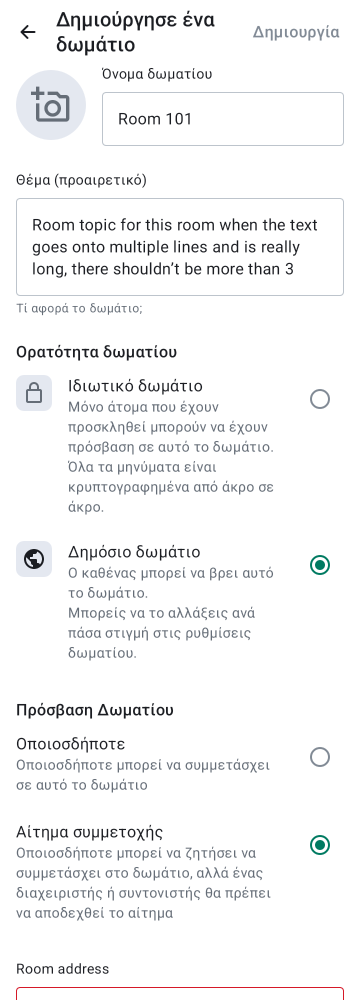 Δημιούργησε ένα
δωμάτιο
Δημιουργία
Όνομα δωματίου
Room 101
Θέμα (προαιρετικό)
Room topic for this room when the text
goes onto multiple lines and is really
long, there shouldn’t be more than 3
Τί αφορά το δωμάτιο;
Ορατότητα δωματίου
Ιδιωτικό δωμάτιο
Μόνο άτομα που έχουν
προσκληθεί μπορούν να έχουν
πρόσβαση σε αυτό το δωμάτιο.
Όλα τα μηνύματα είναι
κρυπτογραφημένα από άκρο σε
άκρο.
Δημόσιο δωμάτιο
Ο καθένας μπορεί να βρει αυτό
το δωμάτιο.
Μπορείς να το αλλάξεις ανά
πάσα στιγμή στις ρυθμίσεις
δωματίου.
Πρόσβαση Δωματίου
Οποιοσδήποτε
Οποιοσδήποτε μπορεί να συμμετάσχει
σε αυτό το δωμάτιο
Αίτημα συμμετοχής
Οποιοσδήποτε μπορεί να ζητήσει να
συμμετάσχει στο δωμάτιο, αλλά ένας
διαχειριστής ή συντονιστής θα πρέπει
να αποδεχθεί το αίτημα
Room address